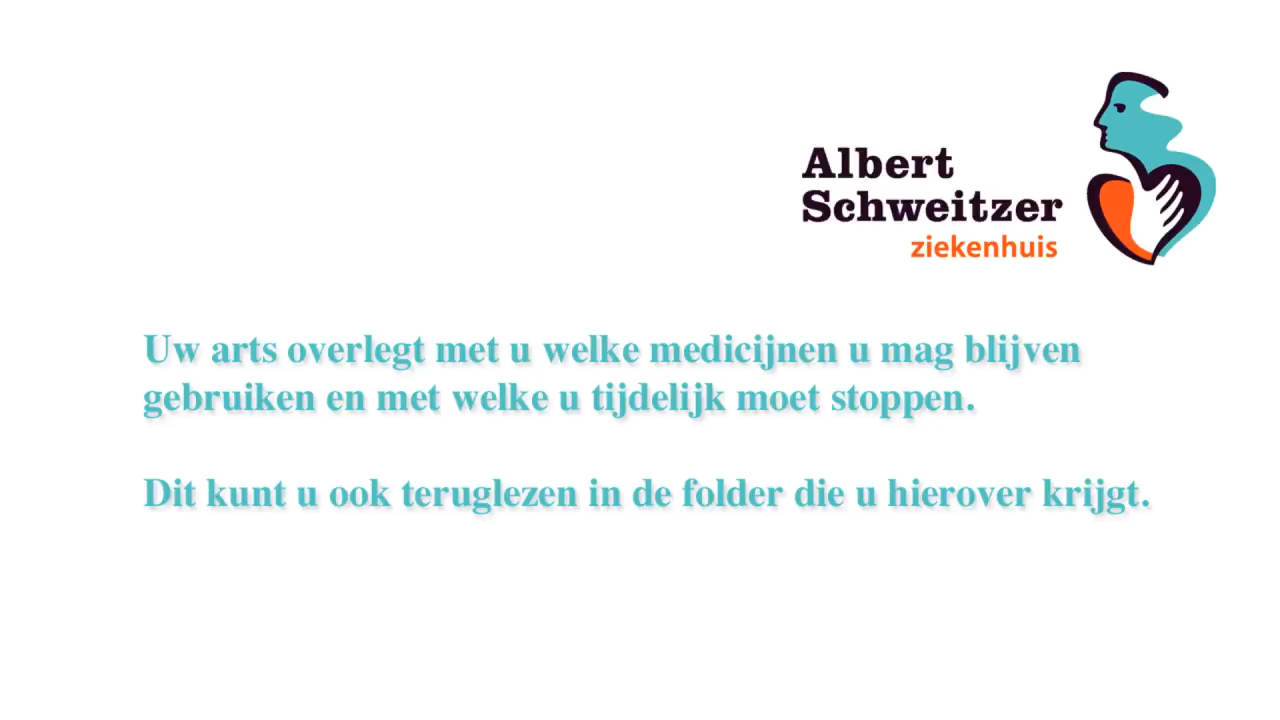 Albert
Schweitzer
ziekenhuis
Uw arts overlegt met u welke medicijnen u mag blijven
gebruiken en met welke u tijdelijk moet stoppen.
Dit kunt u ook teruglezen in de folder die u hierover krijgt.